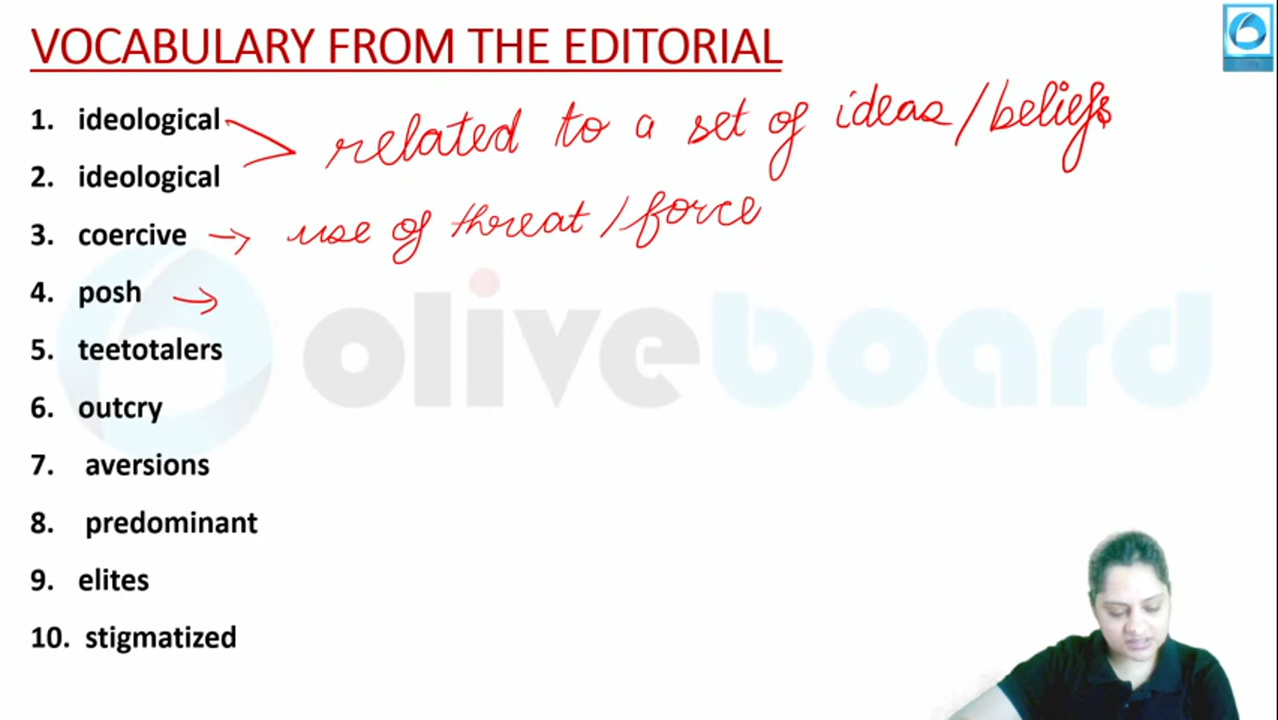 VOCABULARY FROM THE EDITORIAL
1. ideological
related to a set of ideas/beliefs
2. ideological
3. coercive → use of threat/force
4. posh →
oliveboard
5. teetotalers
6. outcry
7. aversions
8. predominant
9. elites
10. stigmatized